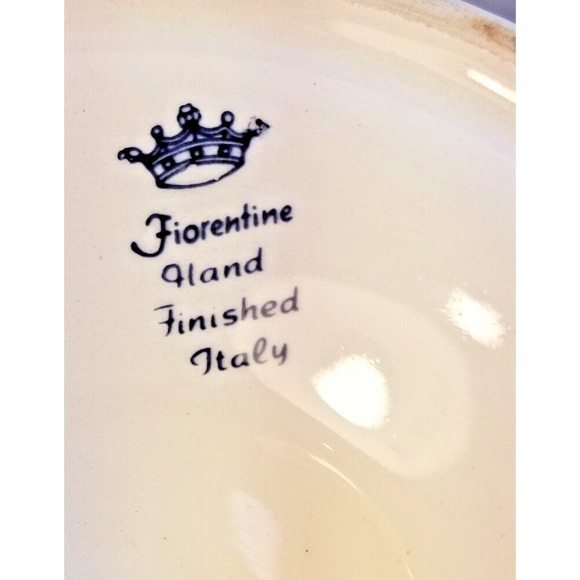 Fiorentine
Hand
Finished
Italy